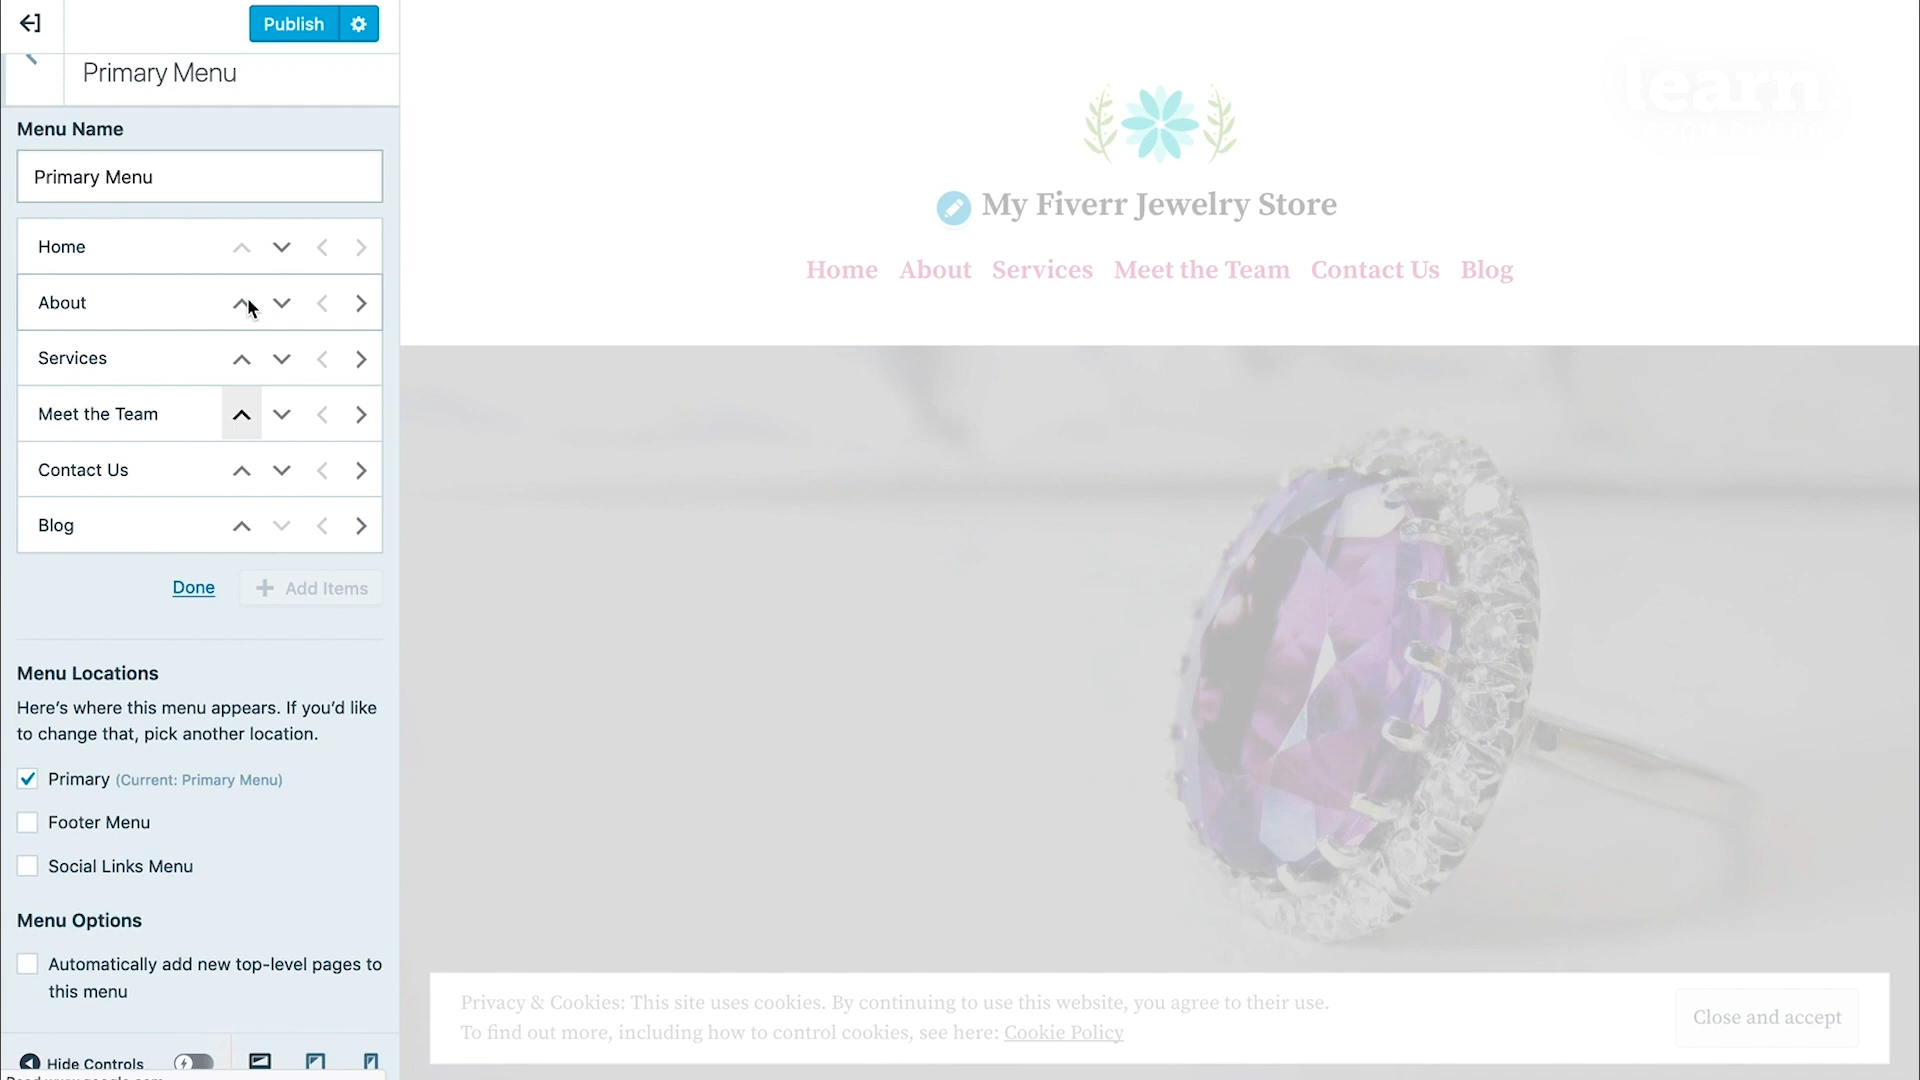 Publish
Primary Menu
Menu Name
Primary Menu
Home
About
Services
Meet the Team
Contact Us
Blog
Done
Add Items
Menu Locations
Here’s where this menu appears. If you’d like
to change that, pick another location.
Primary (Current: Primary Menu)
Footer Menu
Social Links Menu
Menu Options
Automatically add new top-level pages to
this menu
Hide Controls
learn
My Fiverr Jewelry Store
Home About Services Meet the Team Contact Us Blog
Privacy & Cookies: This site uses cookies. By continuing to use this website, you agree to their use.
To find out more, including how to control cookies, see here: Cookie Policy
Close and accept